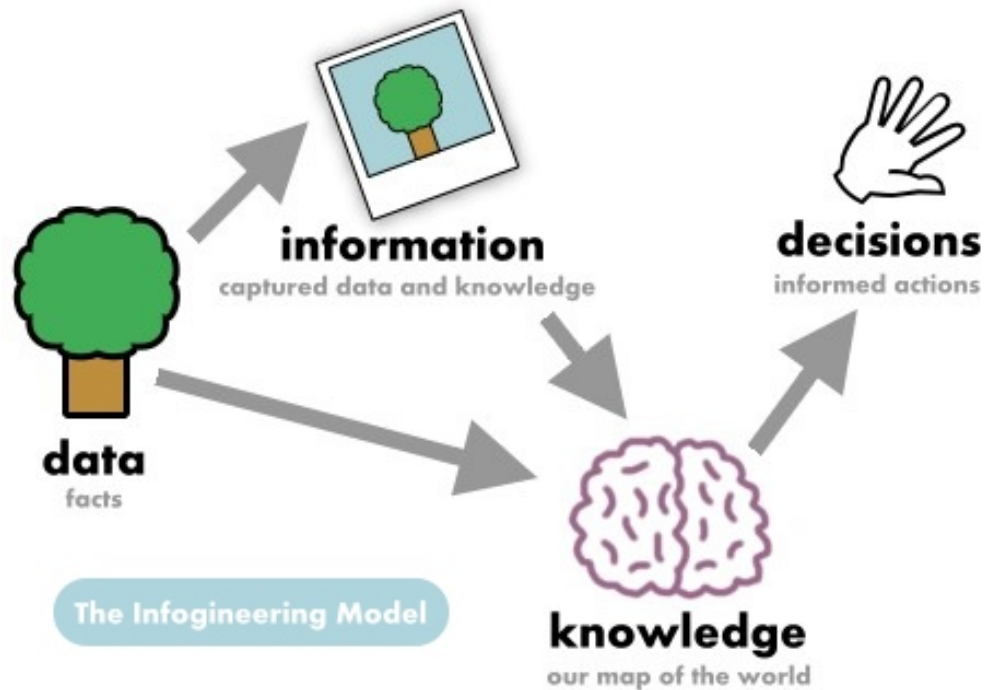 information
captured data and knowledge
decisions
informed actions
data
facts
The Infogineering Model
knowledge
our map of the world